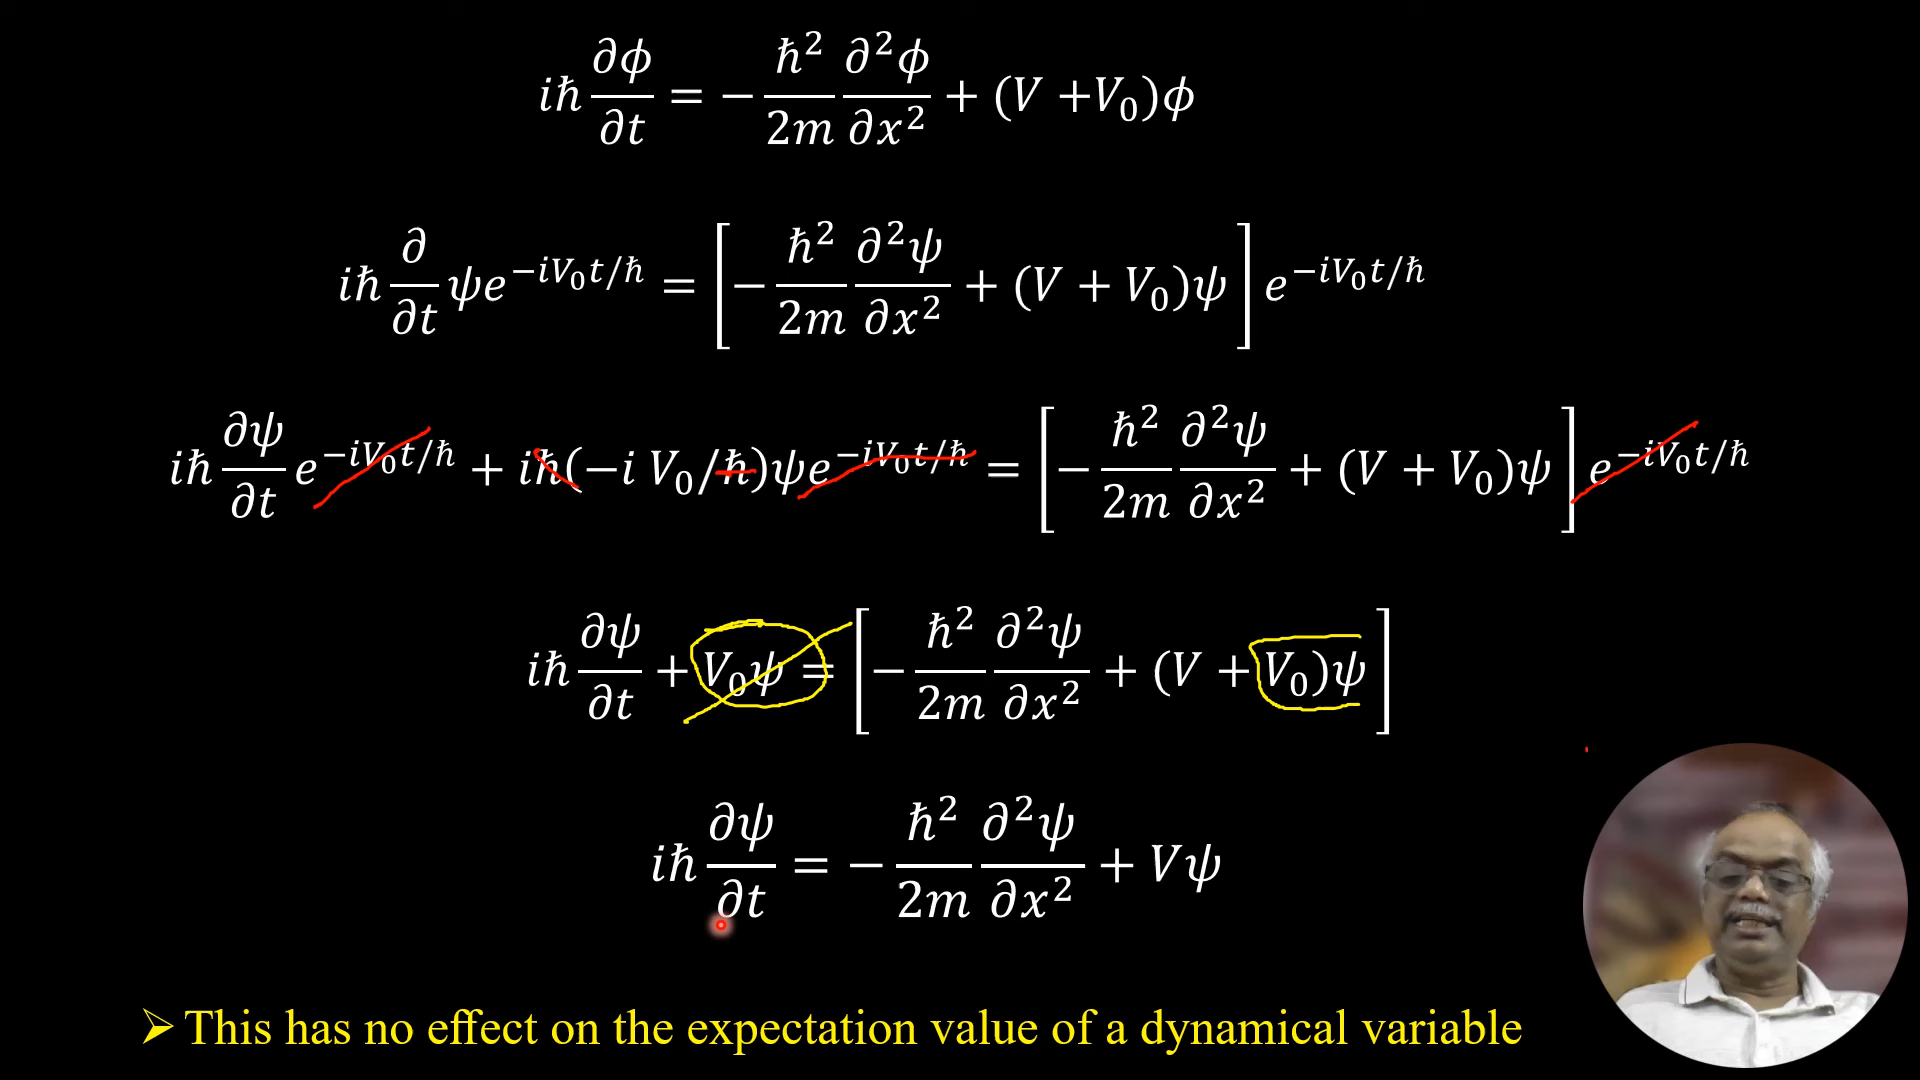 iℏ ∂ϕ/∂t = − ℏ²/2m ∂²ϕ/∂x² + (V +V₀)ϕ
iℏ ∂/∂t ψe^(−iV₀t/ℏ) = [− ℏ²/2m ∂²ψ/∂x² + (V + V₀)ψ] e^(−iV₀t/ℏ)
iℏ ∂ψ/∂t e^(−iV₀t/ℏ) + iℏ(−i V₀/ℏ)ψe^(−iV₀t/ℏ) = [− ℏ²/2m ∂²ψ/∂x² + (V + V₀)ψ] e^(−iV₀t/ℏ)
iℏ ∂ψ/∂t + V₀ψ = [− ℏ²/2m ∂²ψ/∂x² + (V + V₀)ψ]
iℏ ∂ψ/∂t = − ℏ²/2m ∂²ψ/∂x² + Vψ
➢ This has no effect on the expectation value of a dynamical variable